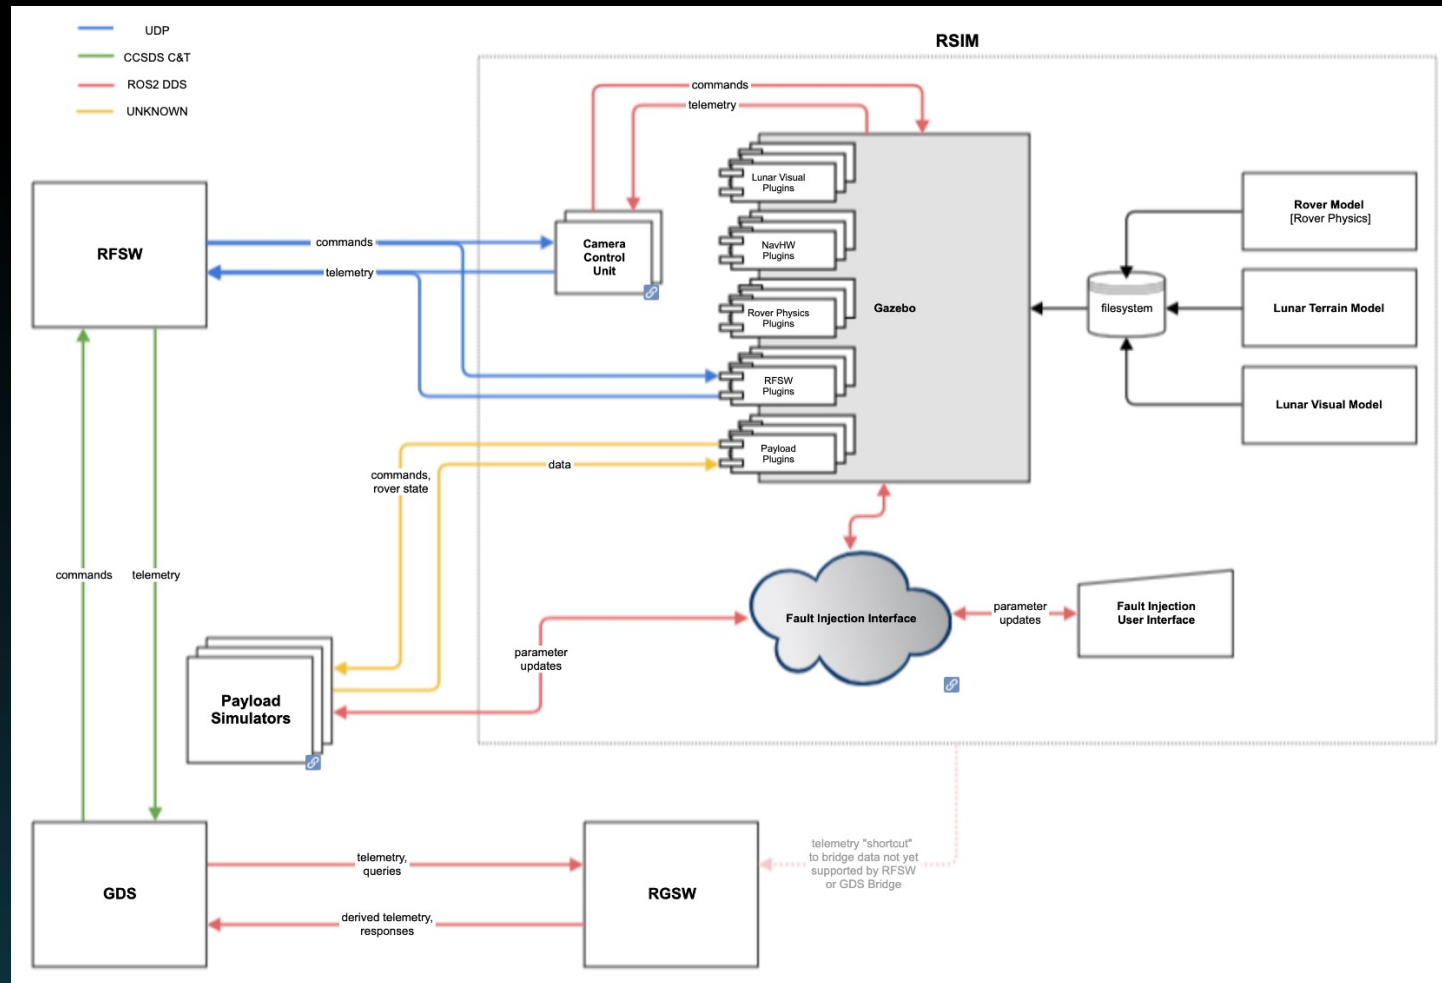 UDP
CCSDS C&T
ROS2 DDS
UNKNOWN
RSIM
commands
telemetry
Lunar Visual
Plugins
NavHW
Plugins
Rover Physics
Plugins
RFSW
Plugins
Payload
Plugins
Gazebo
Rover Model
[Rover Physics]
filesystem
Lunar Terrain Model
Lunar Visual Model
RFSW
commands
telemetry
Camera
Control
Unit
commands,
rover state
data
commands
telemetry
Fault Injection Interface
parameter
updates
Fault Injection
User Interface
parameter
updates
Payload
Simulators
GDS
telemetry,
queries
derived telemetry,
responses
RGSW
telemetry "shortcut"
to bridge data not yet
supported by RFSW
or GDS Bridge